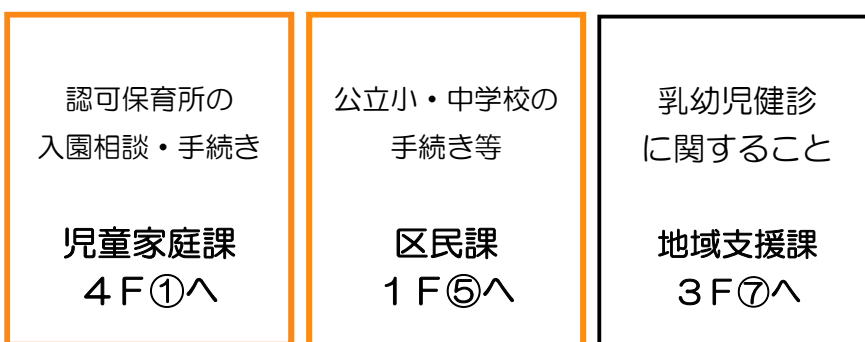 認可保育所の
入園相談・手続き
児童家庭課
４Ｆ①へ
公立小・中学校の
手続き等
区民課
１Ｆ⑤へ
乳幼児健診
に関すること
地域支援課
３Ｆ⑦へ